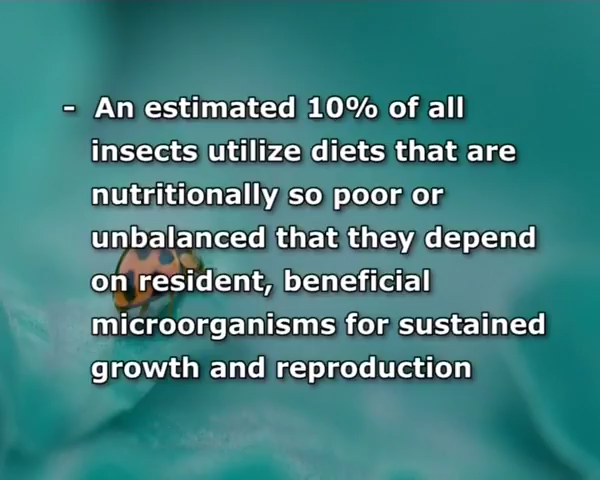 - An estimated 10% of all
insects utilize diets that are
nutritionally so poor or
unbalanced that they depend
on resident, beneficial
microorganisms for sustained
growth and reproduction